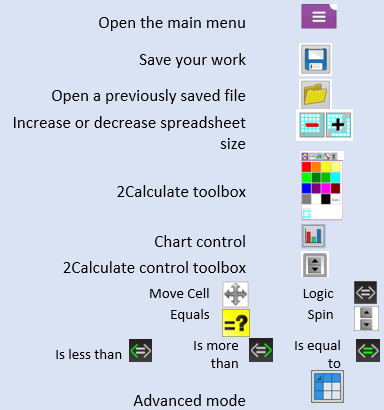 Open the main menu
Save your work
Open a previously saved file
Increase or decrease spreadsheet
size
2Calculate toolbox
Chart control
2Calculate control toolbox
Move Cell
Logic
Equals
=?
Spin
Is less than
Is more
than
Is equal
to
Advanced mode